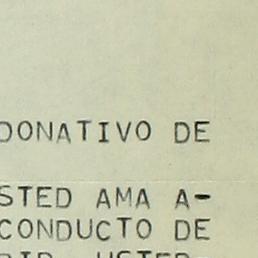 DONATIVO DE
STED AMA A-
CONDUCTO DE